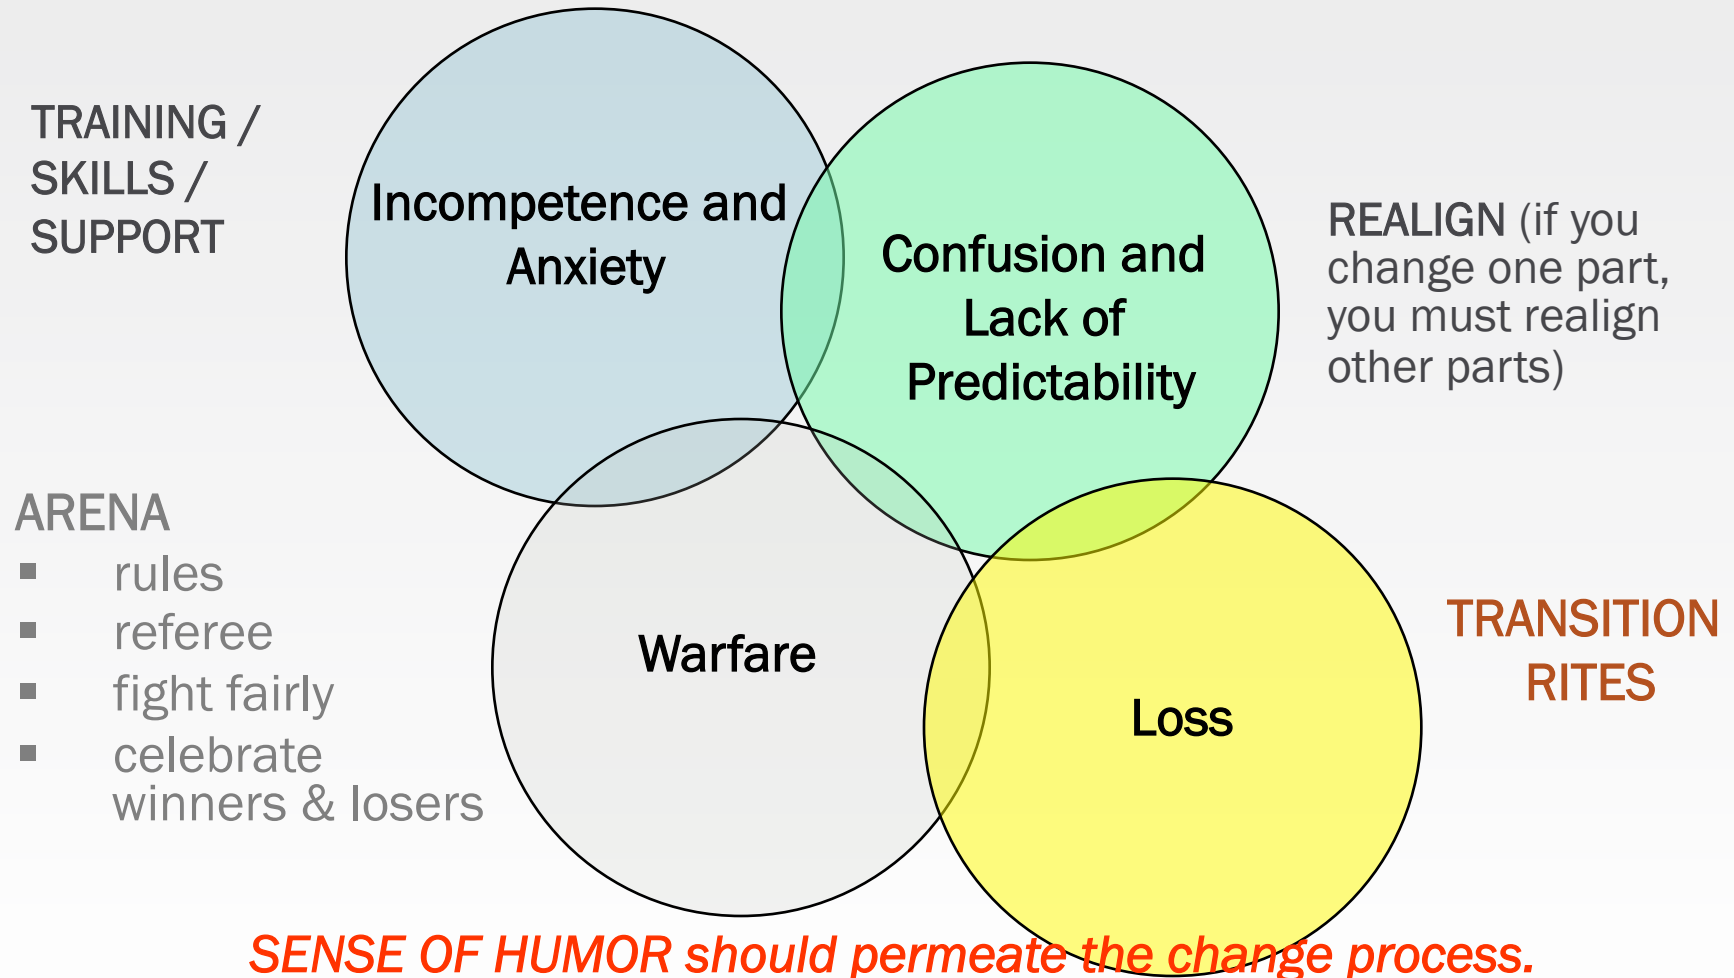 TRAINING /
SKILLS /
SUPPORT
Incompetence and
Anxiety
Confusion and
Lack of
Predictability
REALIGN (if you
change one part,
you must realign
other parts)
ARENA
▪ rules
▪ referee
▪ fight fairly
▪ celebrate
winners & losers
Warfare
Loss
TRANSITION
RITES
SENSE OF HUMOR should permeate the change process.